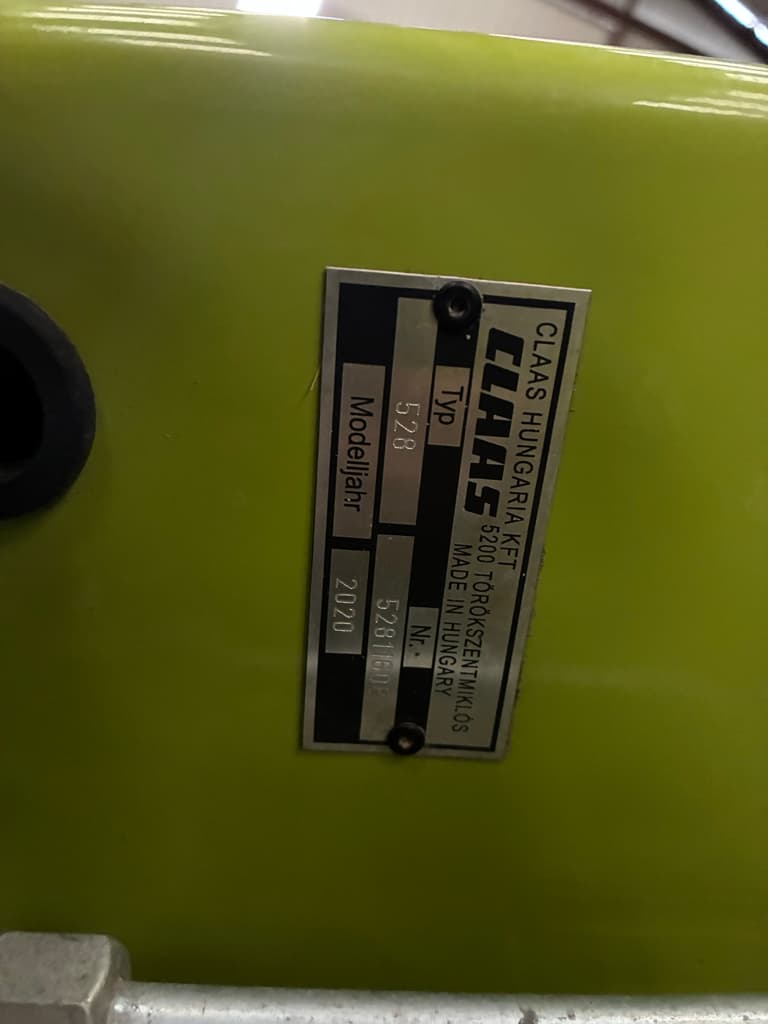 CLAAS HUNGARIA KFT
CLAAS 5200 TÖRÖKSZENTMIKLÓS
MADE IN HUNGARY
Typ Nr.
528
Modelljahr 2020